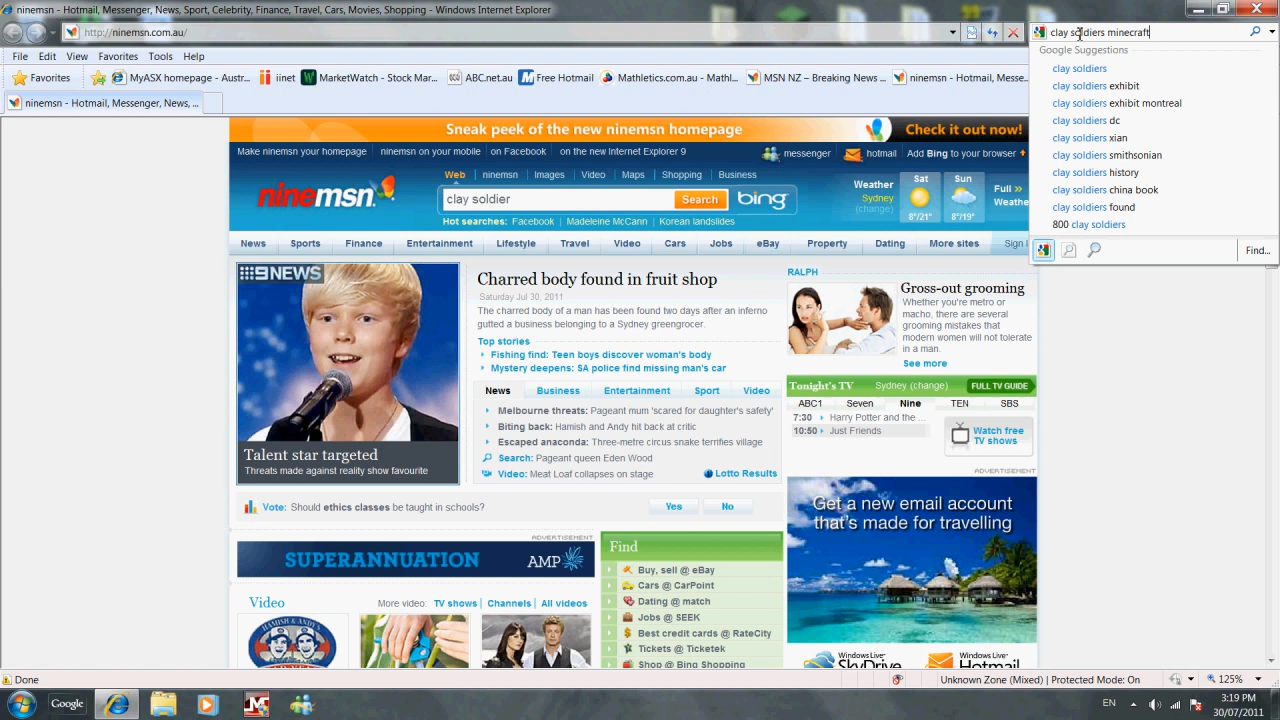 ninemsn - Hotmail, Messenger, News, Sport, Celebrity, Finance, Travel, Cars, Movies, Shopping - Windows Internet Explorer
http://ninemsn.com.au/
clay soldiers minecraft
File Edit View Favorites Tools Help
Google Suggestions
clay soldiers
clay soldiers exhibit
clay soldiers exhibit montreal
clay soldiers dc
clay soldiers xian
clay soldiers smithsonian
clay soldiers history
clay soldiers china book
clay soldiers found
800 clay soldiers
Find...
Favorites MyASX homepage - Austr... iinet MarketWatch - Stock Mar... ABC.net.au Free Hotmail Mathletics.com.au - Mathl... MSN NZ – Breaking News ... ninemsn - Hotmail, Messe...
ninemsn - Hotmail, Messenger, News, ...
Sneak peek of the new ninemsn homepage Check it out now!
Make ninemsn your homepage ninemsn on your mobile on Facebook on the new Internet Explorer 9 messenger hotmail Add Bing to your browser
ninemsn.
Web ninemsn Images Video Maps Shopping Business
clay soldier Search bing
Hot searches: Facebook Madeleine McCann Korean landslides
Weather
Sydney
(change)
Sat
8°/21°
Sun
8°/19°
Full
Weathe
News Sports Finance Entertainment Lifestyle Travel Video Cars Jobs eBay Property Dating More sites Sign
9 NEWS
Talent star targeted
Threats made against reality show favourite
Charred body found in fruit shop
Saturday Jul 30, 2011
The charred body of a man has been found two days after an inferno
gutted a business belonging to a Sydney greengrocer.
Top stories
Fishing find: Teen boys discover woman's body
Mystery deepens: SA police find missing man's car
News Business Entertainment Sport Video
Melbourne threats: Pageant mum 'scared for daughter's safety'
Biting back: Hamish and Andy hit back at critic
Escaped anaconda: Three-metre circus snake terrifies village
Search: Pageant queen Eden Wood
Video: Meat Loaf collapses on stage
Lotto Results
RALPH
Gross-out grooming
Whether you're metro or
macho, there are several
grooming mistakes that
modern women will not tolerate
in a man.
See more
Tonight's TV Sydney (change) FULL TV GUIDE
ABC1 Seven Nine TEN SBS
7:30 Harry Potter and the ...
10:50 Just Friends
Watch free
TV shows
ADVERTISEMENT
Get a new email account
that's made for travelling
Windows Live
SkyDrive
Windows Live
Hotmail
Vote: Should ethics classes be taught in schools? Yes No
ADVERTISEMENT
SUPERANNUATION AMP
Video More video: TV shows Channels All videos
HAMISH AND ANDY'S
Find
Buy, sell @ eBay
Cars @ CarPoint
Dating @ match
Jobs @ SEEK
Best credit cards @ RateCity
Tickets @ Ticketek
Shop @ Bing Shopping
Done Unknown Zone (Mixed) | Protected Mode: On 125%
Google EN 3:19 PM
30/07/2011